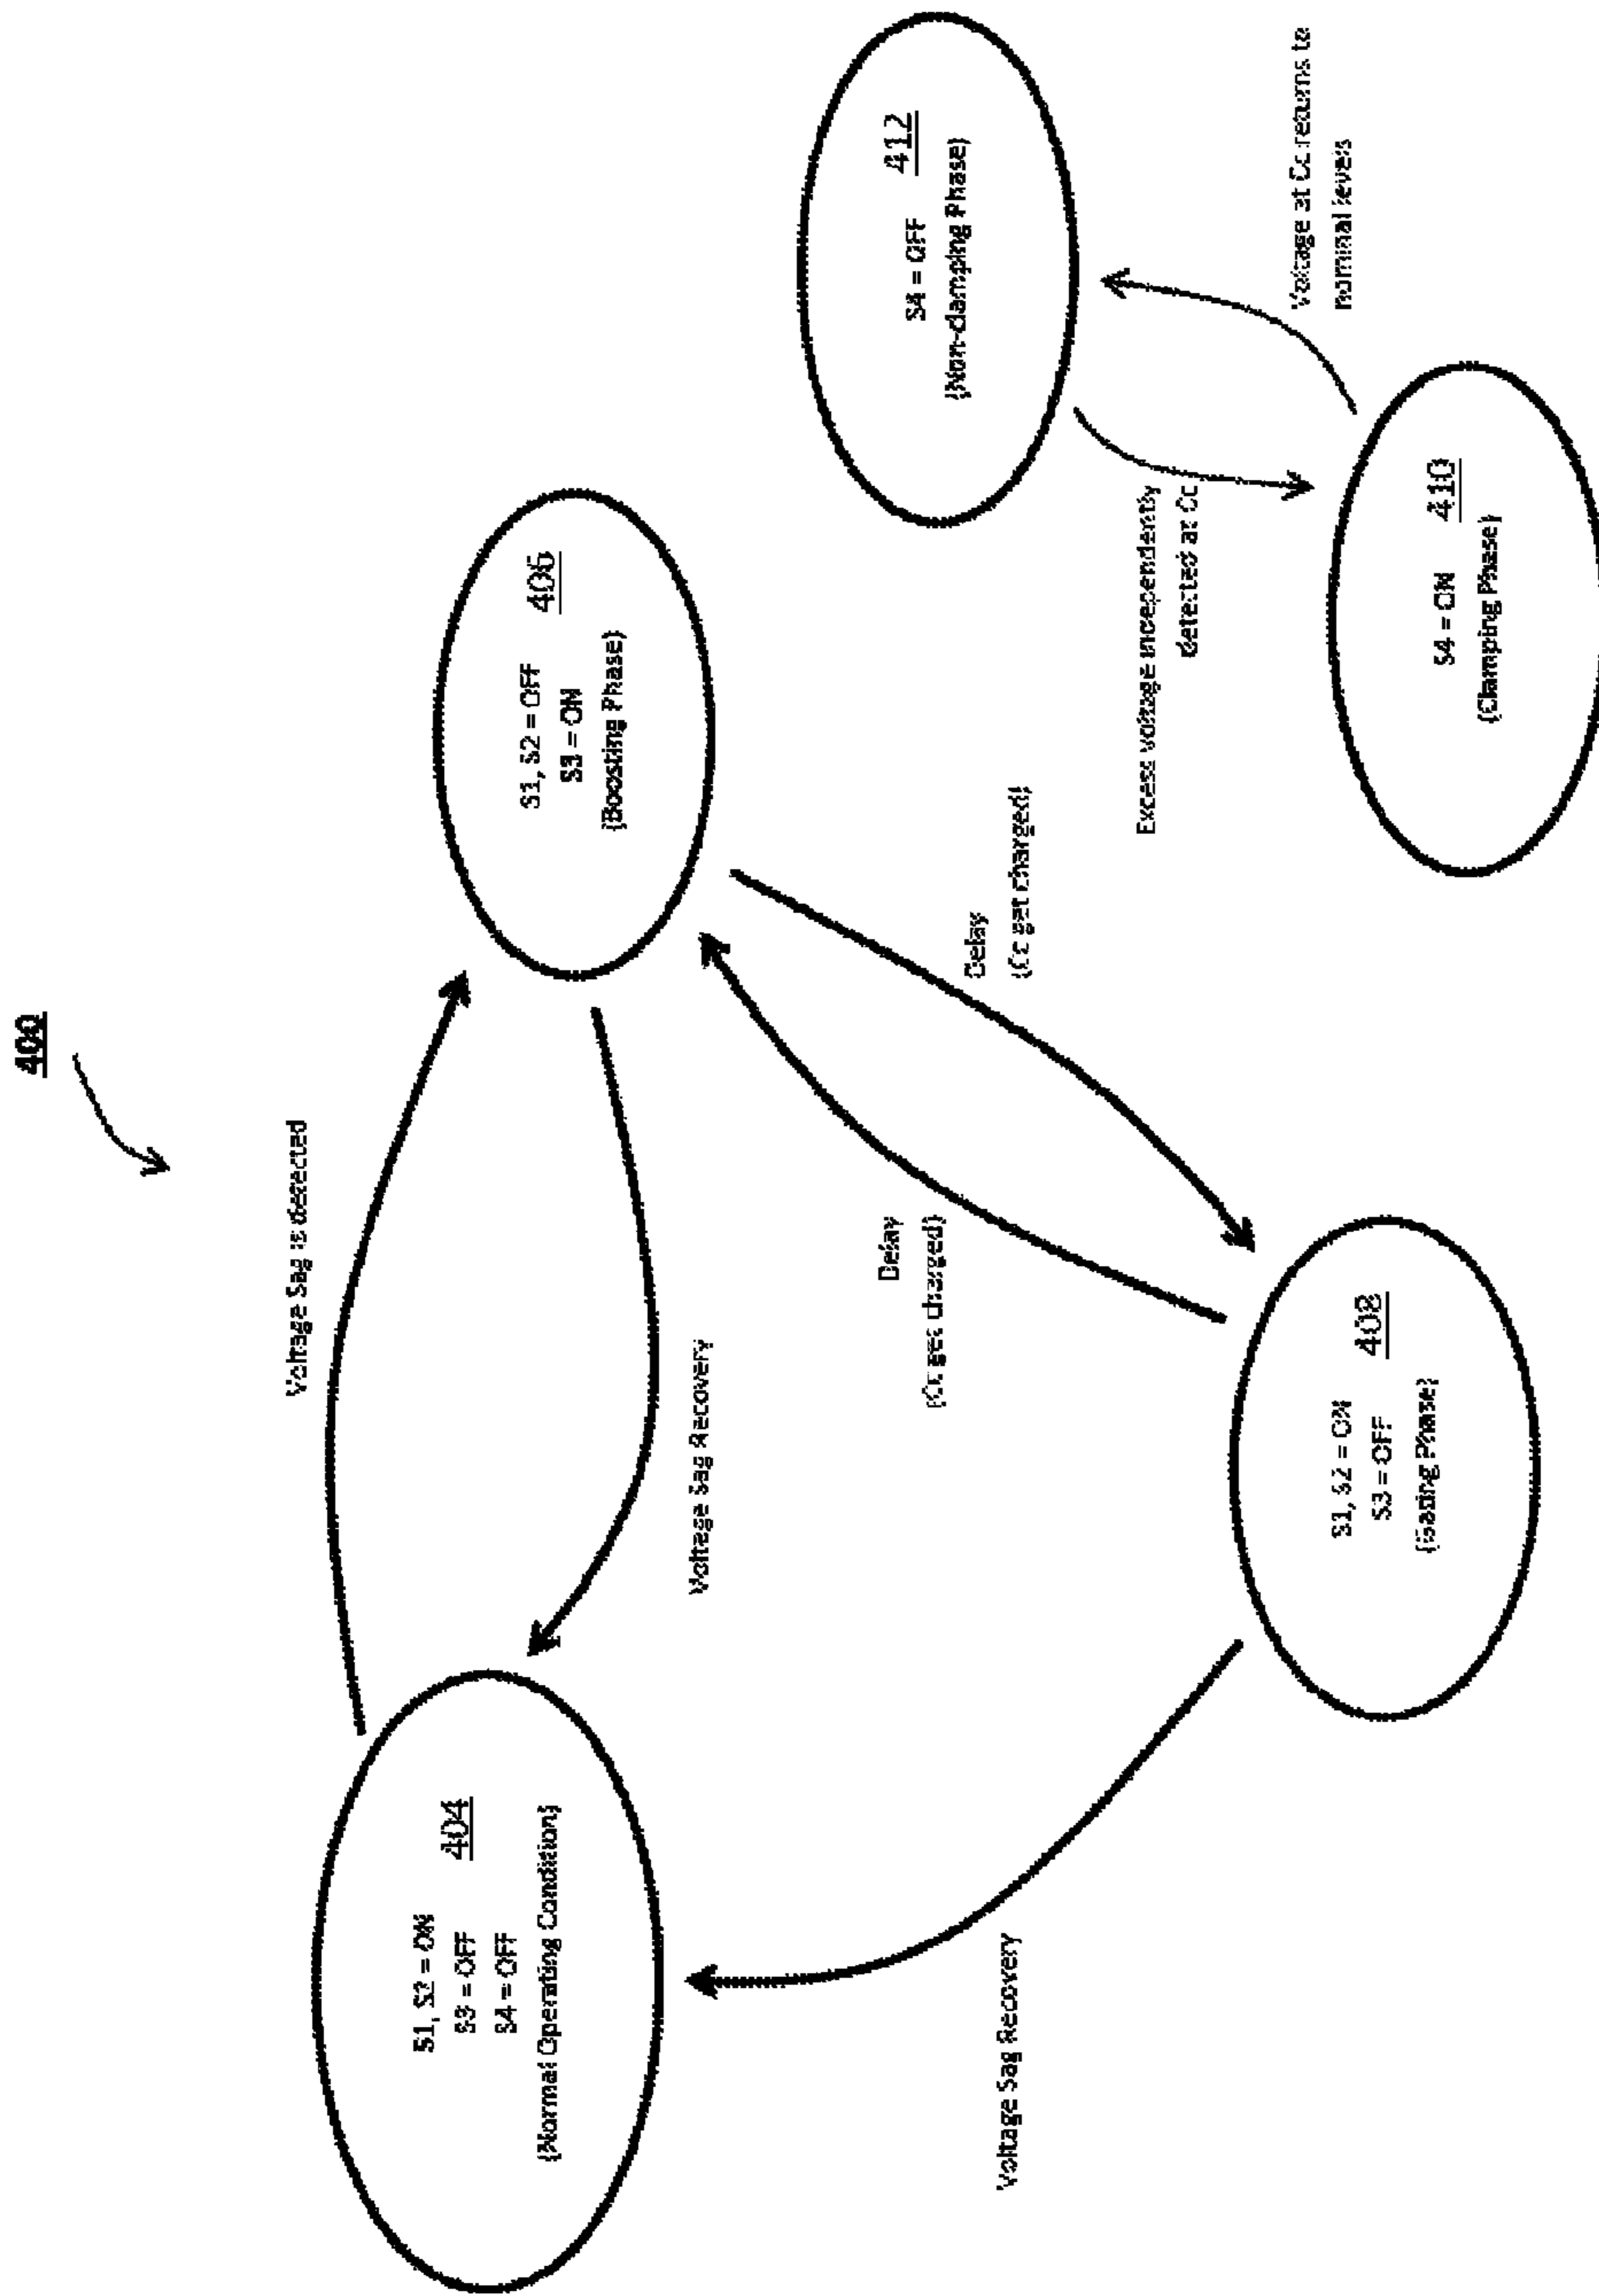 400
Voltage Sag is detected
S1, S2 = ON
S3 = OFF 404
S4 = OFF
(Normal Operating Condition)
S1, S2 = OFF
S3 = ON 406
(Boosting Phase)
Voltage Sag Recovery
Delay
(Cc gets charged)
Delay
(Cc get charged)
Voltage Sag Recovery
S1, S2 = ON
S3 = OFF 408
(Gating Phase)
S4 = OFF 412
(Non-clamping Phase)
Excess voltage independently
detected at Cc
Voltage at Cc returns to
nominal levels
S4 = ON 410
(Clamping Phase)